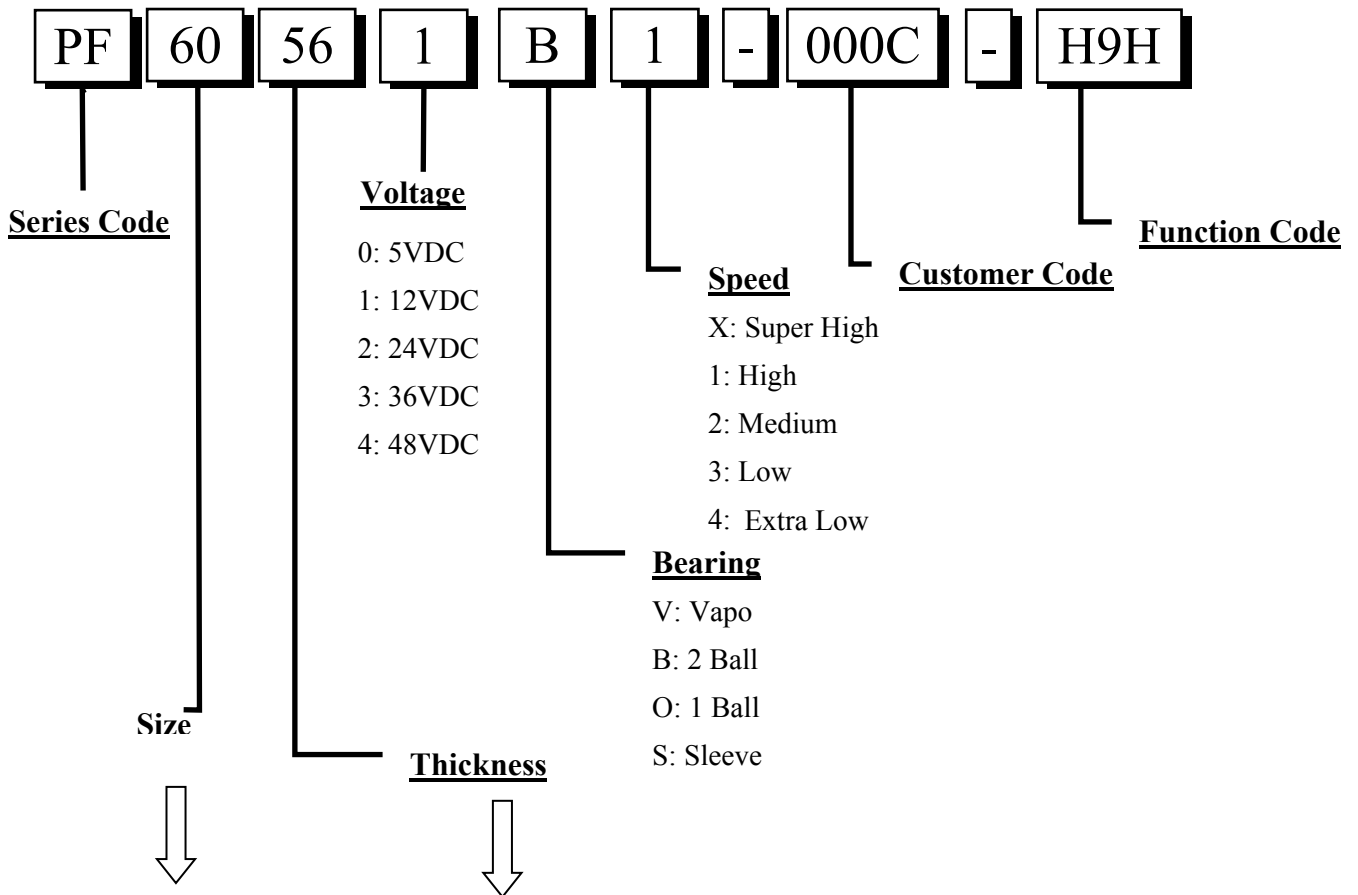 PF 60 56 1 B 1 - 000C - H9H
Series Code
Voltage
0: 5VDC
1: 12VDC
2: 24VDC
3: 36VDC
4: 48VDC
Function Code
Customer Code
Speed
X: Super High
1: High
2: Medium
3: Low
4: Extra Low
Bearing
V: Vapo
B: 2 Ball
O: 1 Ball
S: Sleeve
Size
Thickness